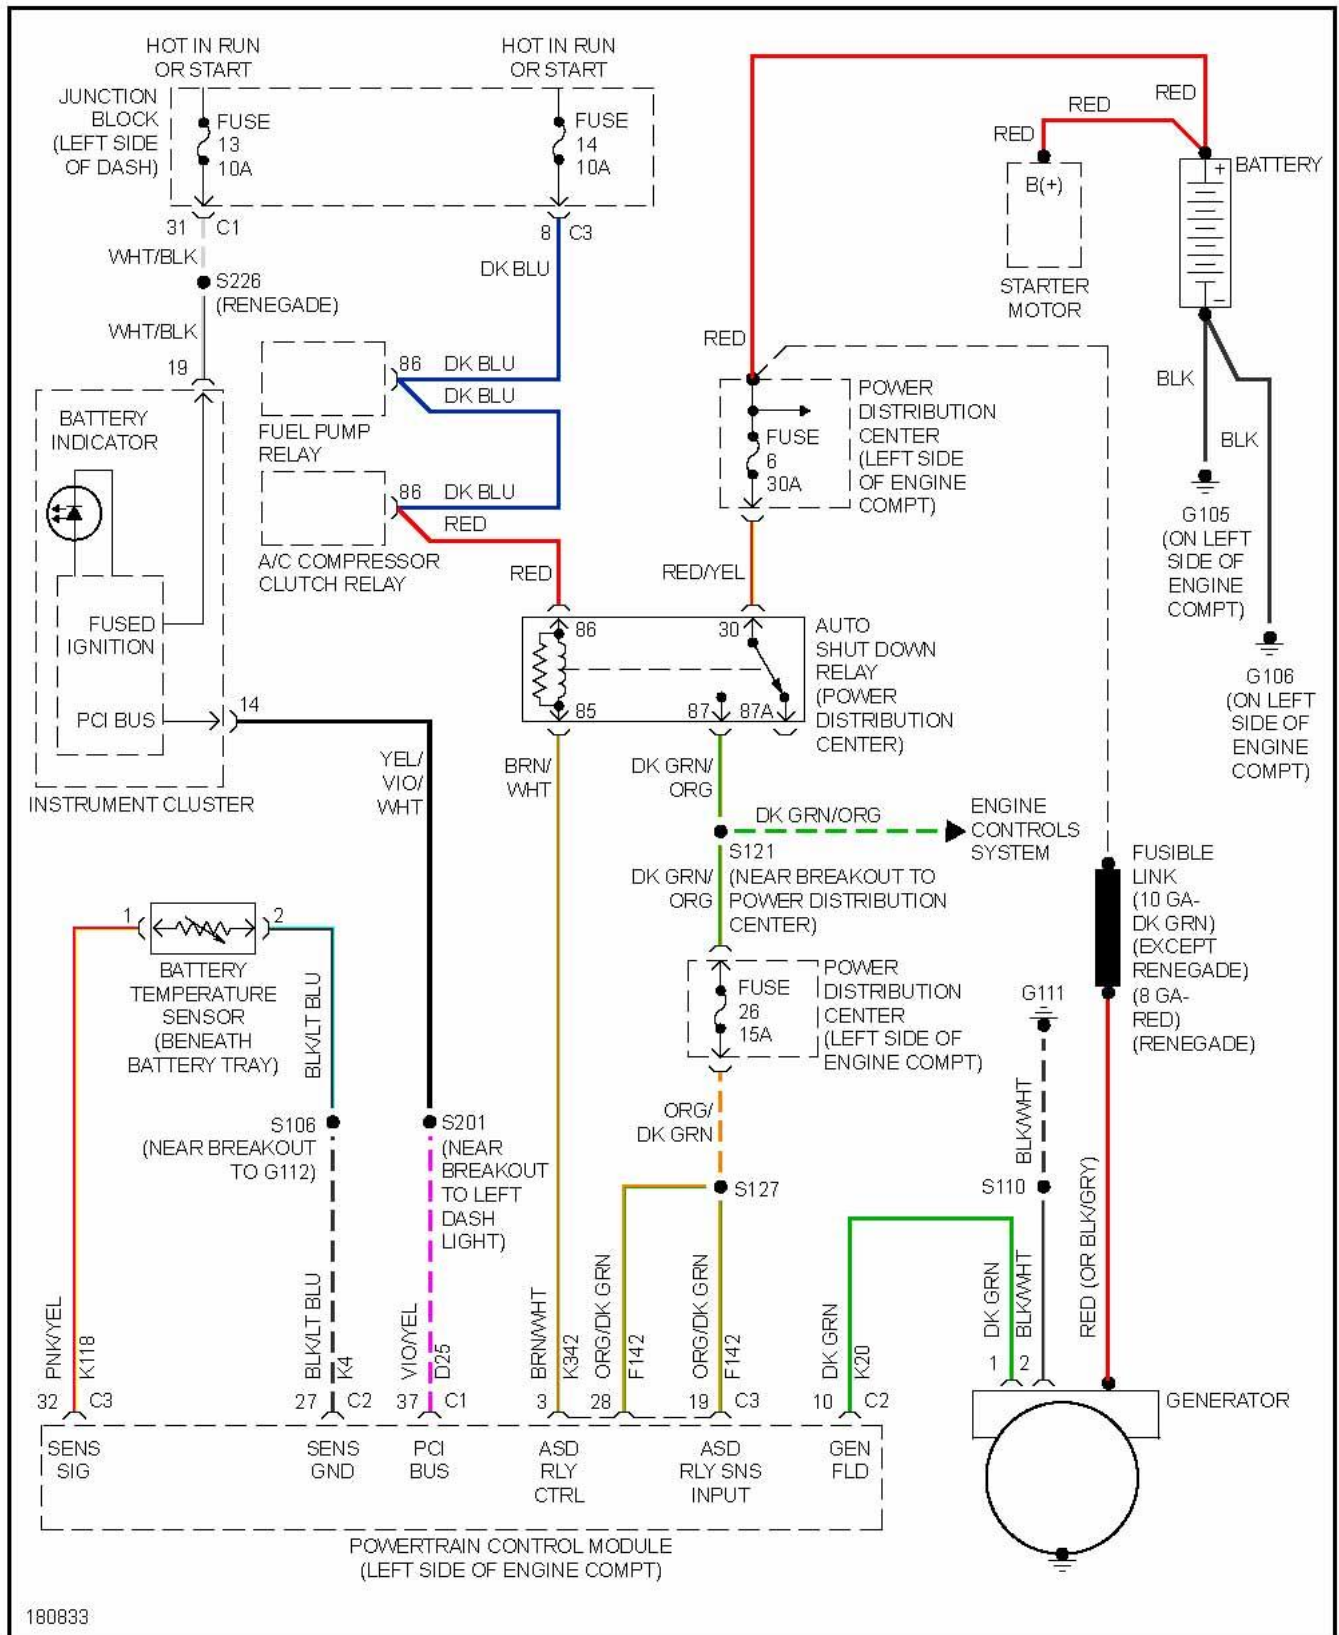 HOT IN RUN
OR START
HOT IN RUN
OR START
JUNCTION
BLOCK
(LEFT SIDE
OF DASH)
FUSE
13
10A
FUSE
14
10A
31 C1
8 C3
WHT/BLK
S226
(RENEGADE)
WHT/BLK
19
DK BLU
RED
RED
RED
B(+)
STARTER
MOTOR
+
BATTERY
-
BLK
BLK
G105
(ON LEFT
SIDE OF
ENGINE
COMPT)
G106
(ON LEFT
SIDE OF
ENGINE
COMPT)
RED
POWER
DISTRIBUTION
CENTER
(LEFT SIDE
OF ENGINE
COMPT)
FUSE
6
30A
RED/YEL
86 DK BLU
DK BLU
FUEL PUMP
RELAY
86 DK BLU
RED
A/C COMPRESSOR
CLUTCH RELAY
RED
BATTERY
INDICATOR
FUSED
IGNITION
PCI BUS
14
INSTRUMENT CLUSTER
86
30
85
87
87A
AUTO
SHUT DOWN
RELAY
(POWER
DISTRIBUTION
CENTER)
YEL/
VIO/
WHT
BRN/
WHT
DK GRN/
ORG
DK GRN/ORG
ENGINE
CONTROLS
SYSTEM
S121
(NEAR BREAKOUT TO
POWER DISTRIBUTION
CENTER)
DK GRN/
ORG
FUSE
26
15A
POWER
DISTRIBUTION
CENTER
(LEFT SIDE OF
ENGINE COMPT)
FUSIBLE
LINK
(10 GA-
DK GRN)
(EXCEPT
RENEGADE)
(8 GA-
RED)
(RENEGADE)
1
2
BATTERY
TEMPERATURE
SENSOR
(BENEATH
BATTERY TRAY)
BLK/LT BLU
S106
(NEAR BREAKOUT
TO G112)
S201
(NEAR
BREAKOUT
TO LEFT
DASH
LIGHT)
ORG/
DK GRN
S127
G111
BLK/WHT
S110
RED (OR BLK/GRY)
PNK/YEL
K118
BLK/LT BLU
K4
VIO/YEL
D25
BRN/WHT
K342
ORG/DK GRN
F142
ORG/DK GRN
F142
DK GRN
K20
DK GRN
BLK/WHT
1 2
GENERATOR
32 C3
27 C2
37 C1
3
28
19 C3
10 C2
SENS
SIG
SENS
GND
PCI
BUS
ASD
RLY
CTRL
ASD
RLY SNS
INPUT
GEN
FLD
POWERTRAIN CONTROL MODULE
(LEFT SIDE OF ENGINE COMPT)
180833